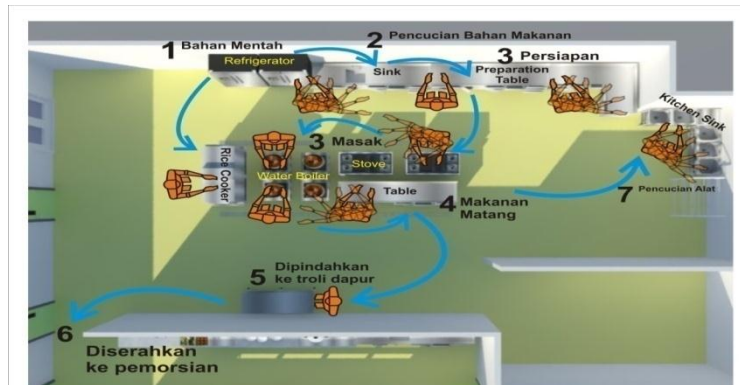 1 Bahan Mentah
Refrigerator
2 Pencucian Bahan Makanan
Sink
3 Persiapan
Preparation
Table
Kitchen Sink
3 Masak
Rice Cooker
Water Boiler
Stove
Table
4 Makanan
Matang
7 Pencucian Alat
5 Dipindahkan
ke troli dapur
6
Diserahkan
ke pemorsian